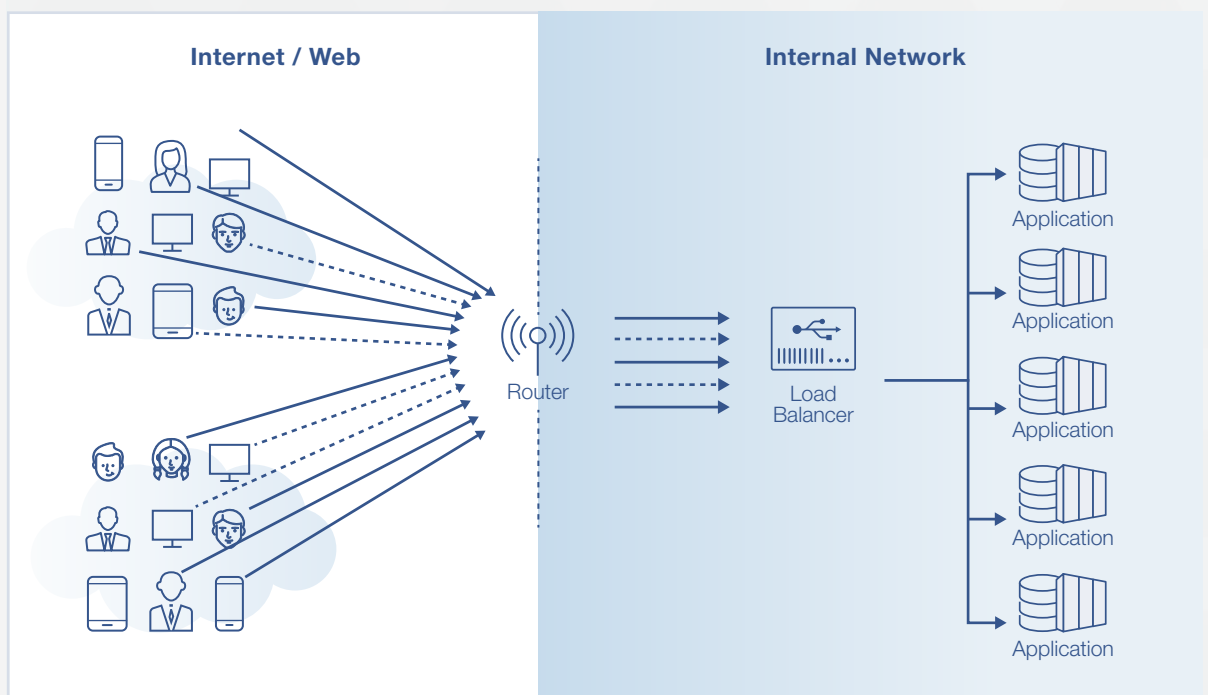 Internet / Web
Internal Network
Application
Application
Router
Load
Balancer
Application
Application
Application